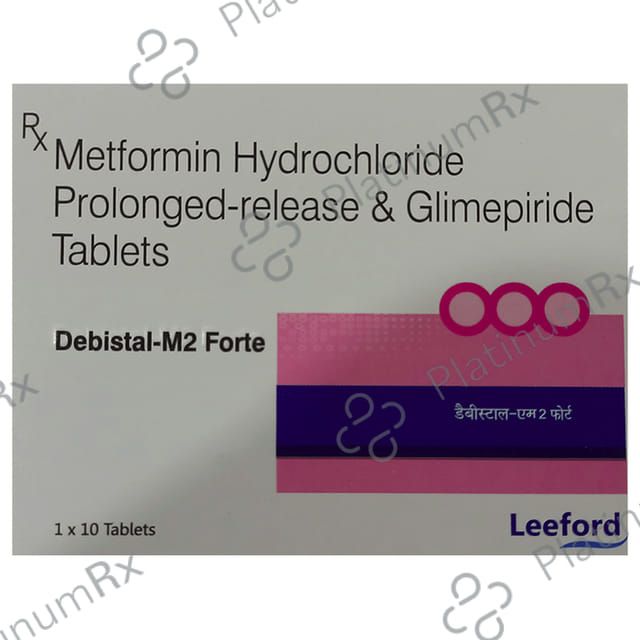 PlatinumRx
Rx
Metformin Hydrochloride
Prolonged-release & Glimepiride
Tablets
PlatinumRx
Debistal-M2 Forte
PlatinumRx
डैबीस्टाल-एम 2 फोर्ट
1 x 10 Tablets
Leeford
PlatinumRx
PlatinumRx